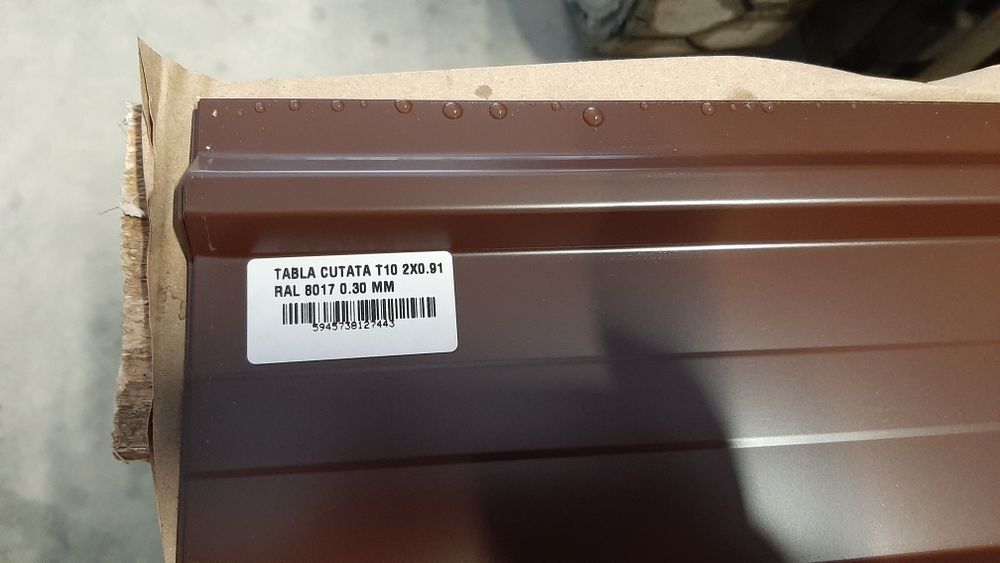 TABLA CUTATA T10 2X0.91
RAL 8017 0.30 MM
5945738127443